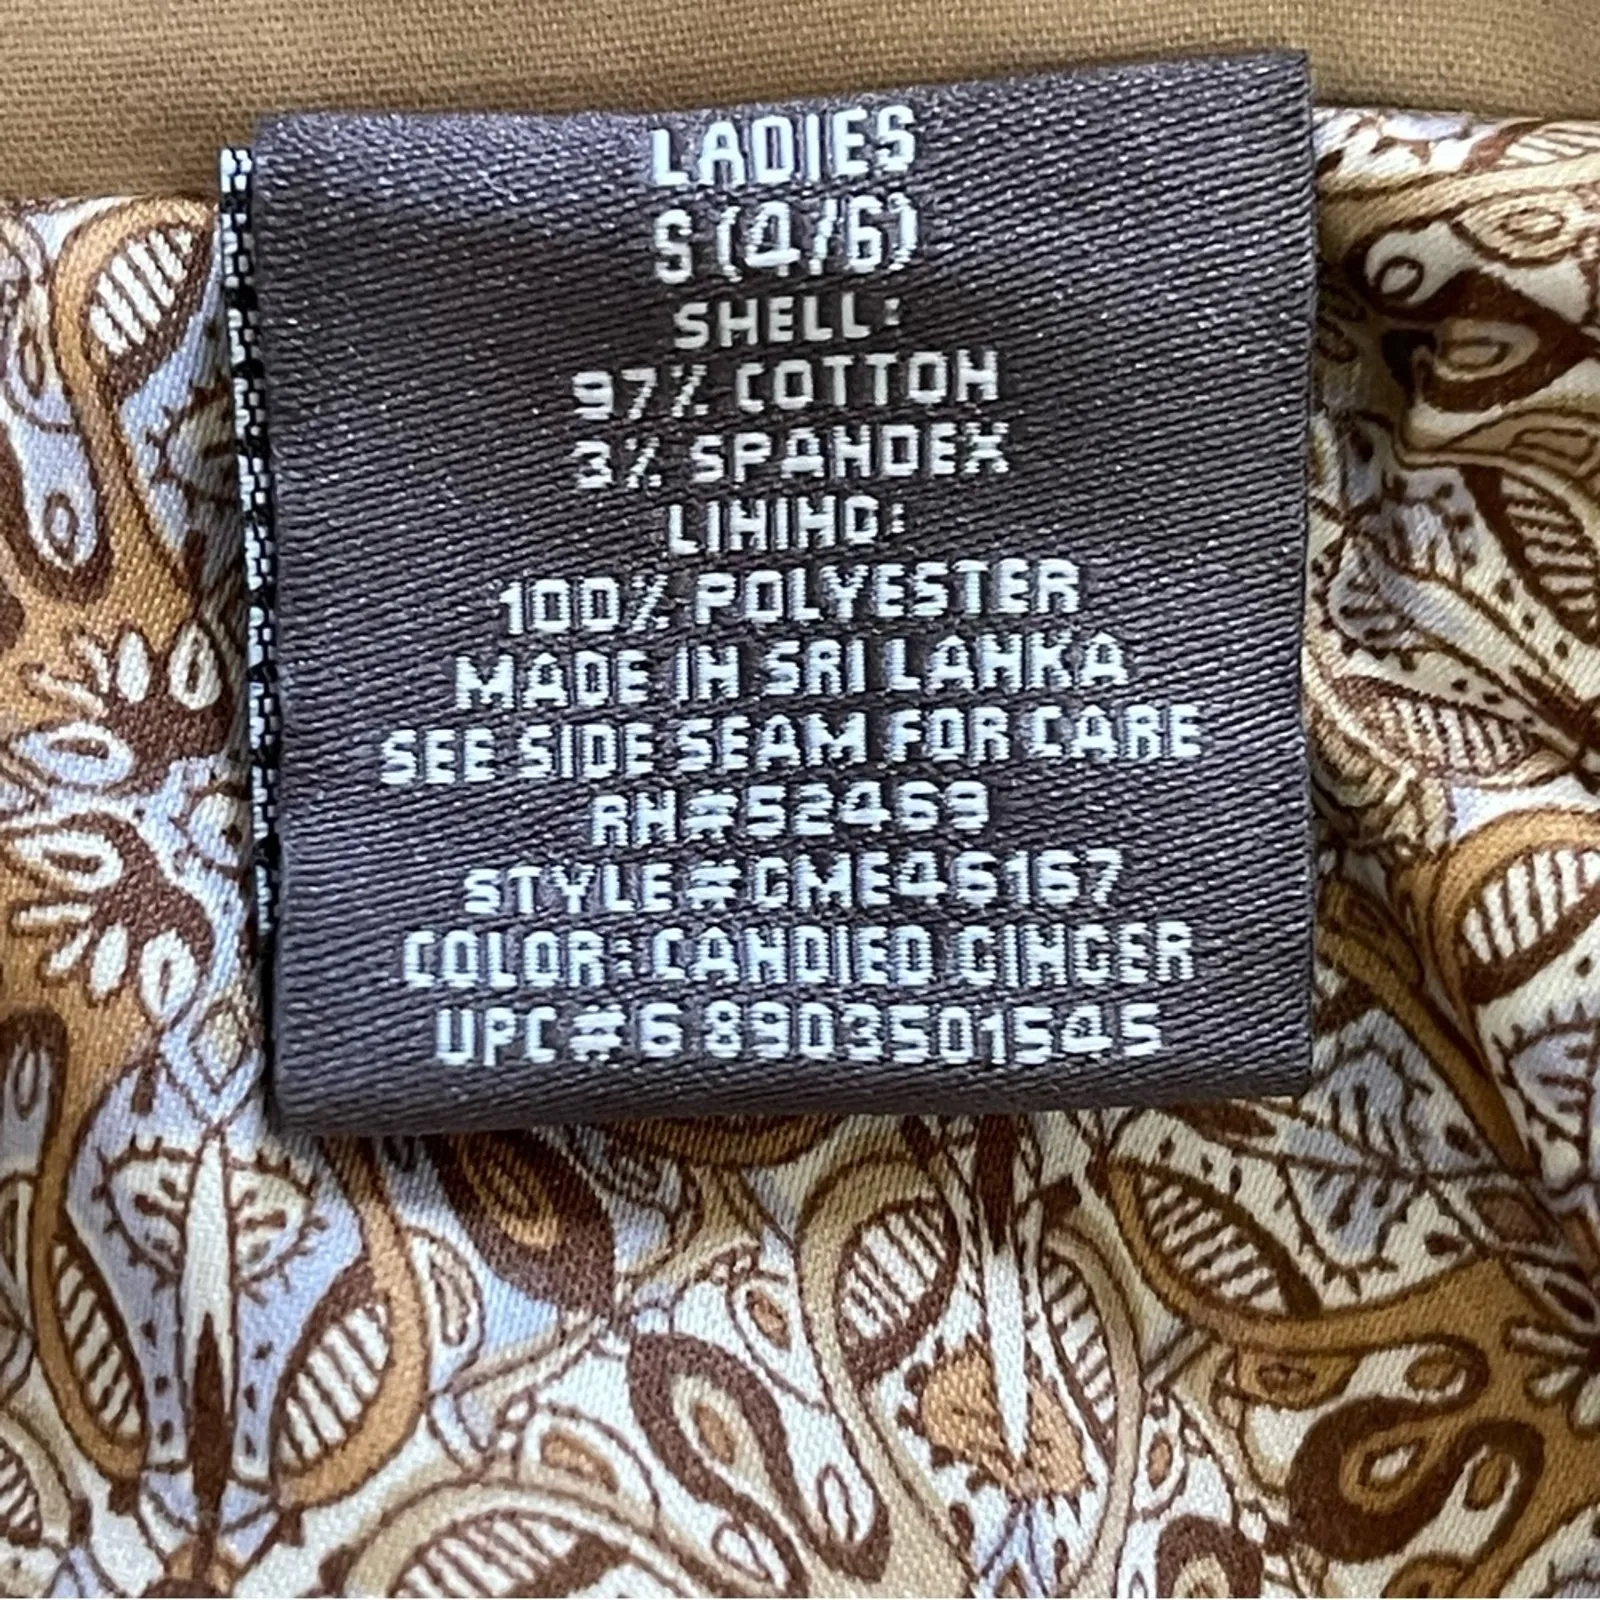 LADIES
S (4/6)
SHELL:
97% COTTON
3% SPANDEX
LINING:
100% POLYESTER
MADE IN SRI LANKA
SEE SIDE SEAM FOR CARE
RN#52469
STYLE#CME46167
COLOR: CANDIED GINGER
UPC#6 8903501545